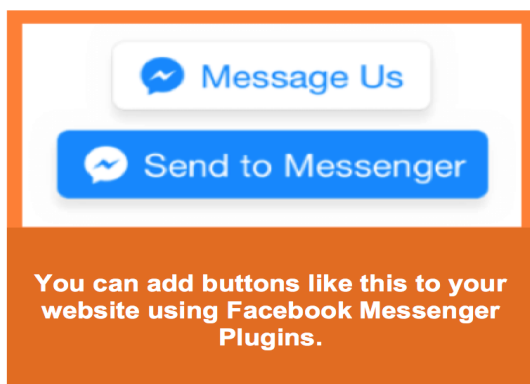 Message Us
Send to Messenger
You can add buttons like this to your
website using Facebook Messenger
Plugins.